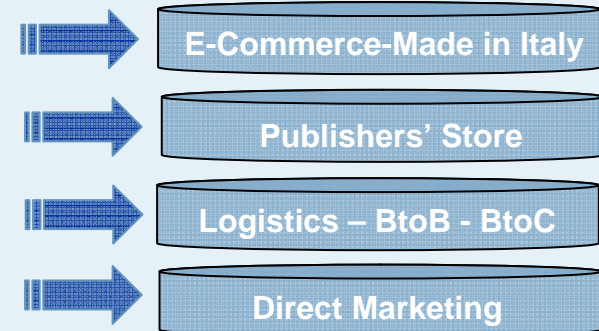 E-Commerce-Made in Italy
Publishers’ Store
Logistics – BtoB - BtoC
Direct Marketing